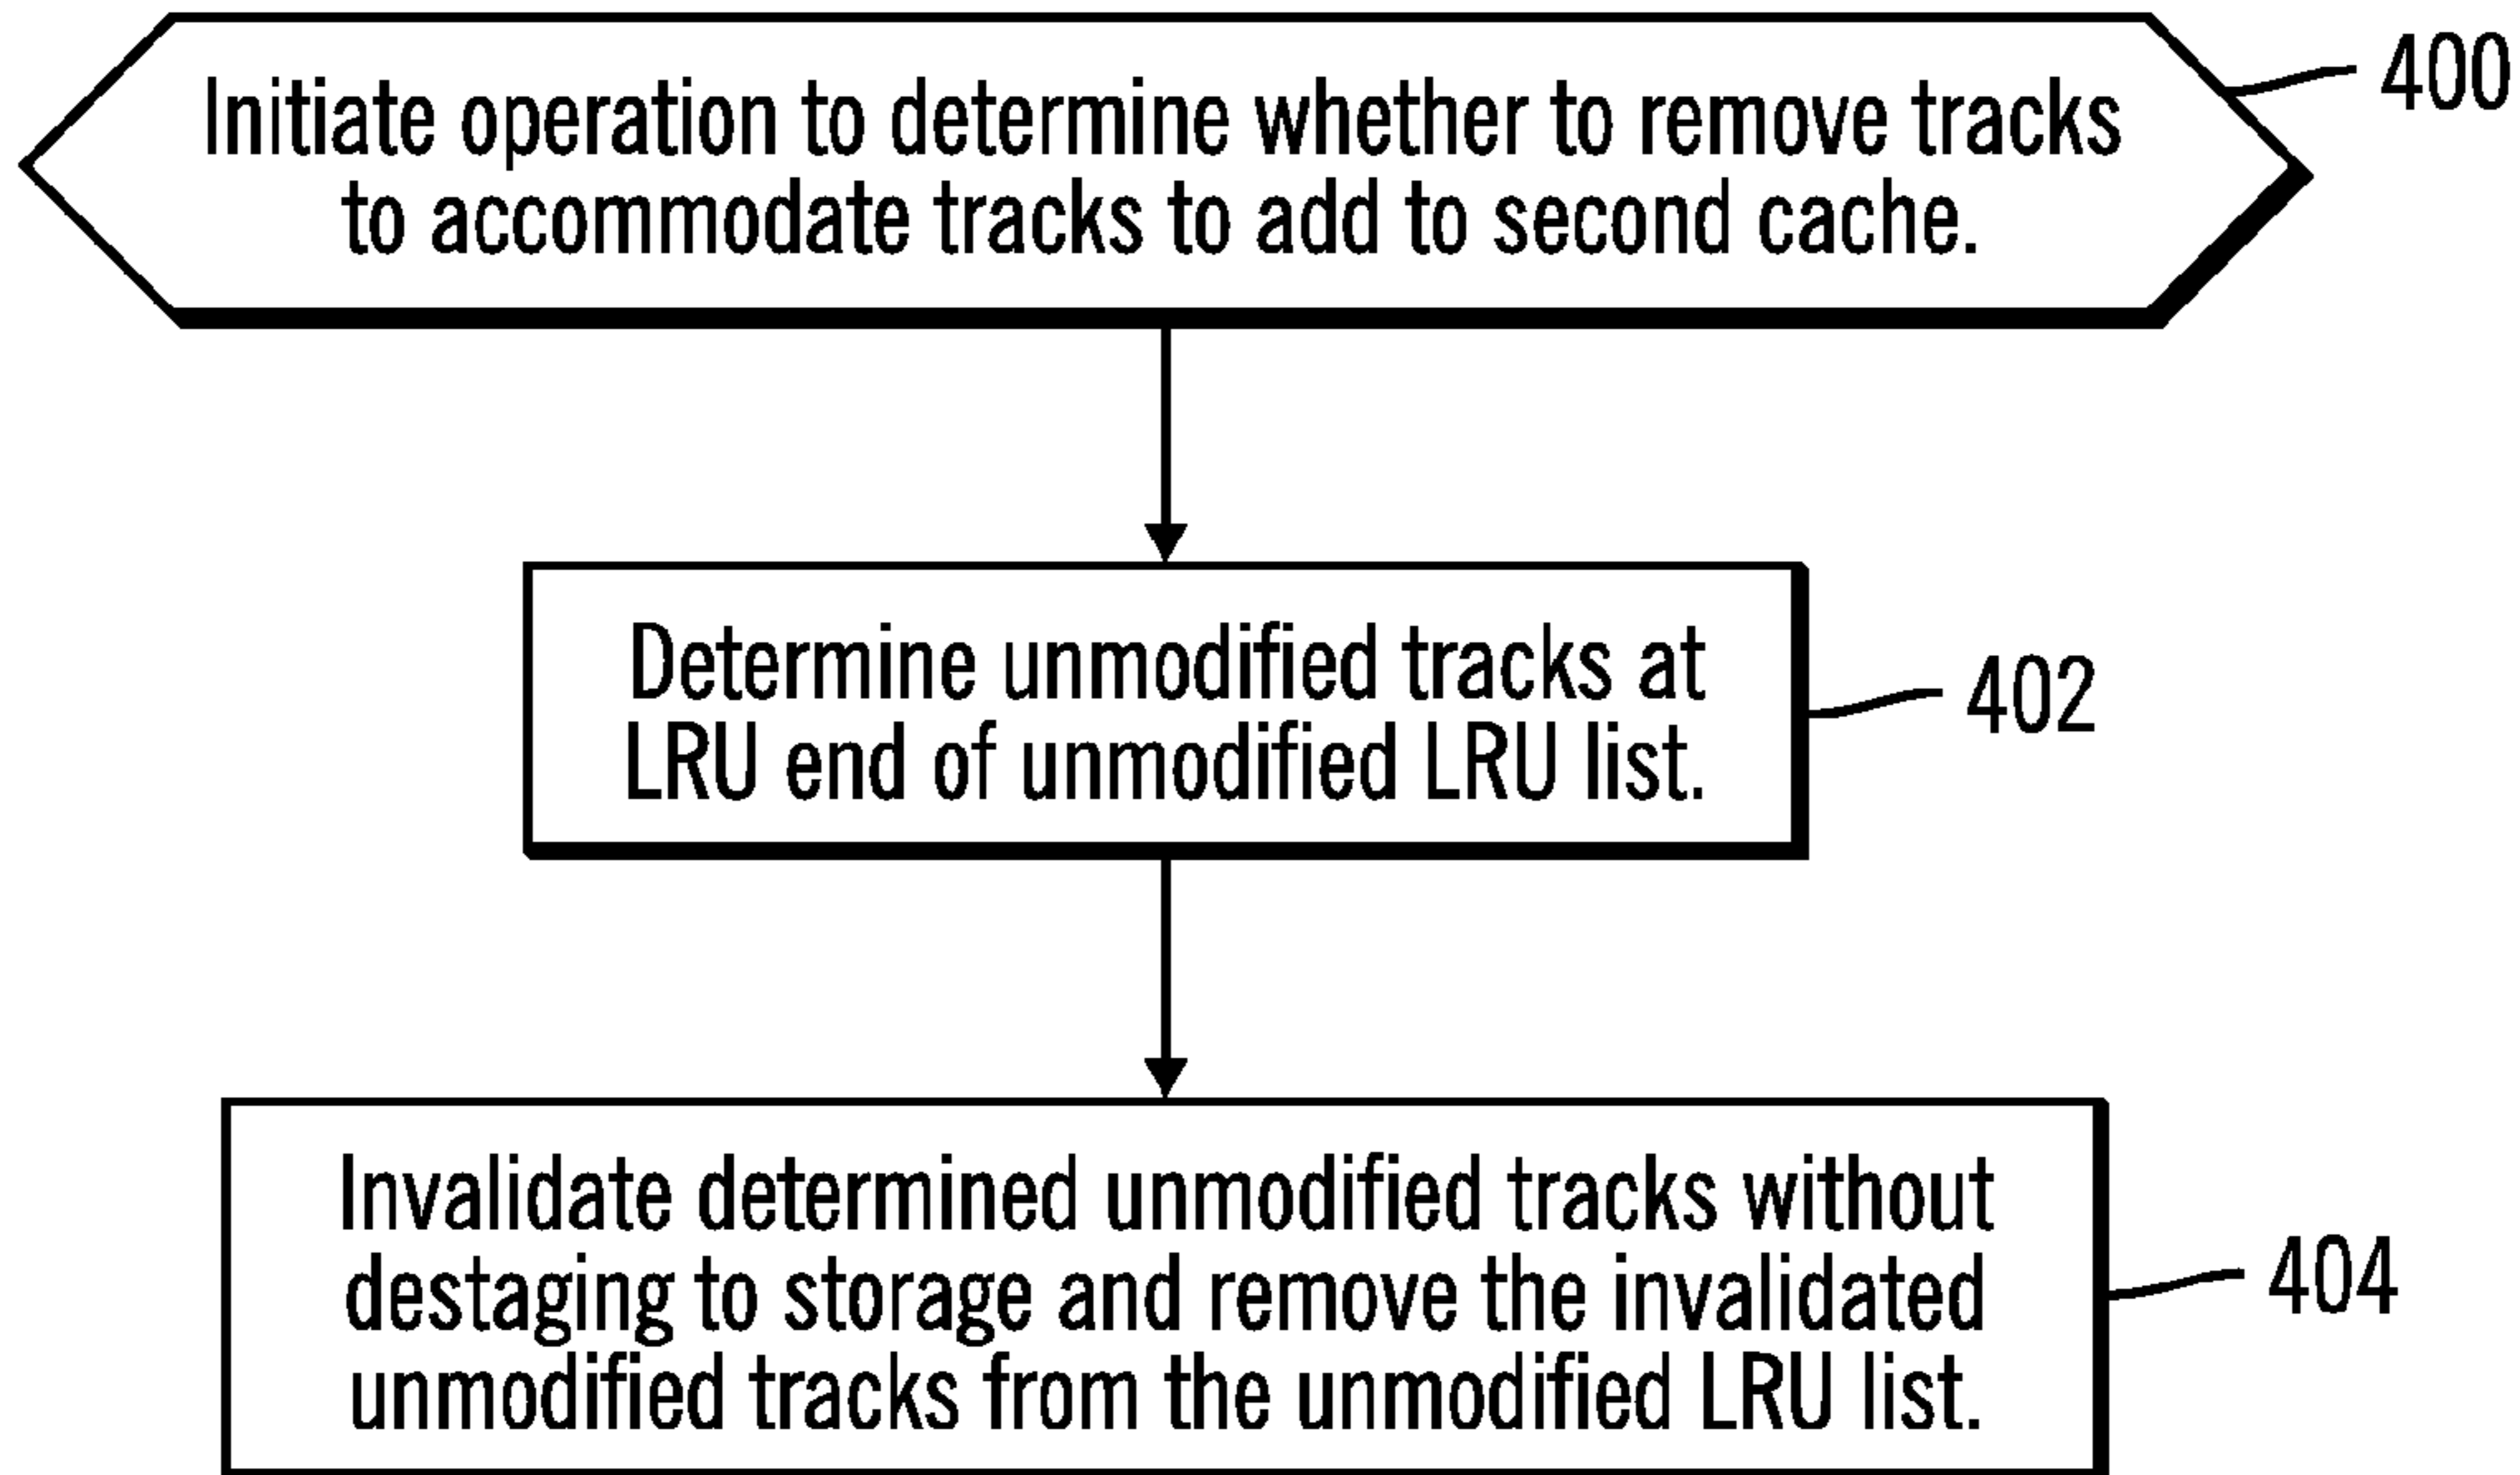 Initiate operation to determine whether to remove tracks
to accommodate tracks to add to second cache.
400
Determine unmodified tracks at
LRU end of unmodified LRU list.
402
Invalidate determined unmodified tracks without
destaging to storage and remove the invalidated
unmodified tracks from the unmodified LRU list.
404